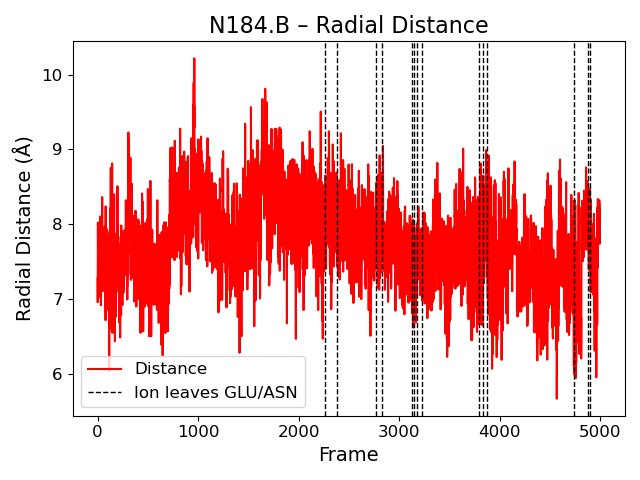 N184.B – Radial Distance
Radial Distance (Å)
10
9
8
7
6
Distance
Ion leaves GLU/ASN
0
1000
2000
3000
4000
5000
Frame